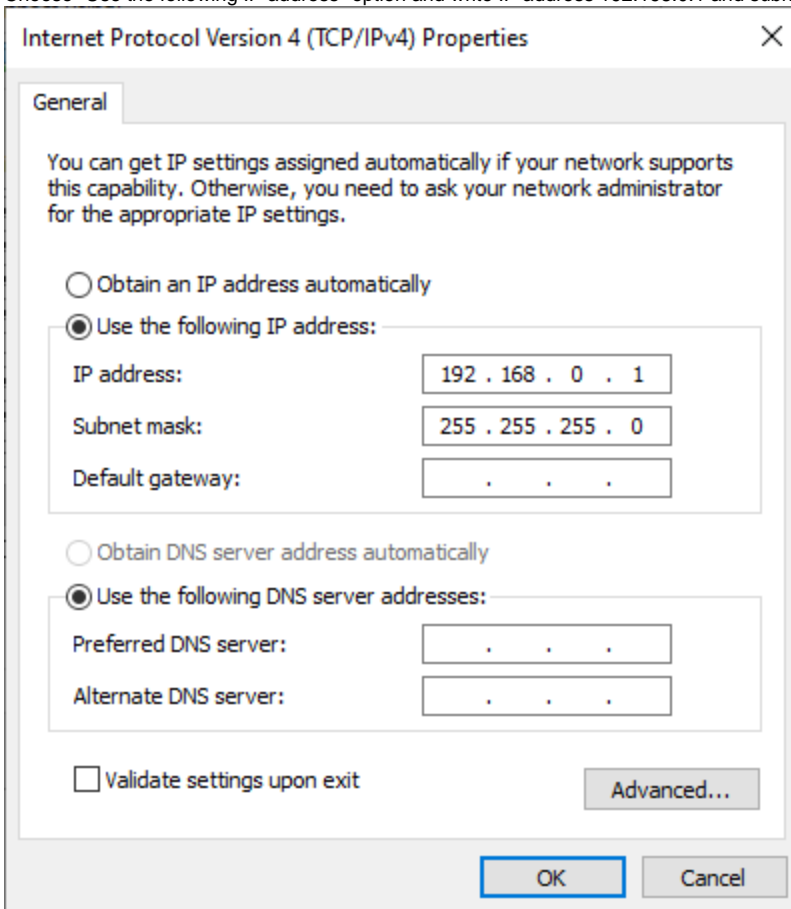 Internet Protocol Version 4 (TCP/IPv4) Properties
General
You can get IP settings assigned automatically if your network supports
this capability. Otherwise, you need to ask your network administrator
for the appropriate IP settings.
Obtain an IP address automatically
Use the following IP address:
IP address: 192 . 168 . 0 . 1
Subnet mask: 255 . 255 . 255 . 0
Default gateway: . . .
Obtain DNS server address automatically
Use the following DNS server addresses:
Preferred DNS server: . . .
Alternate DNS server: . . .
Validate settings upon exit
Advanced...
OK Cancel